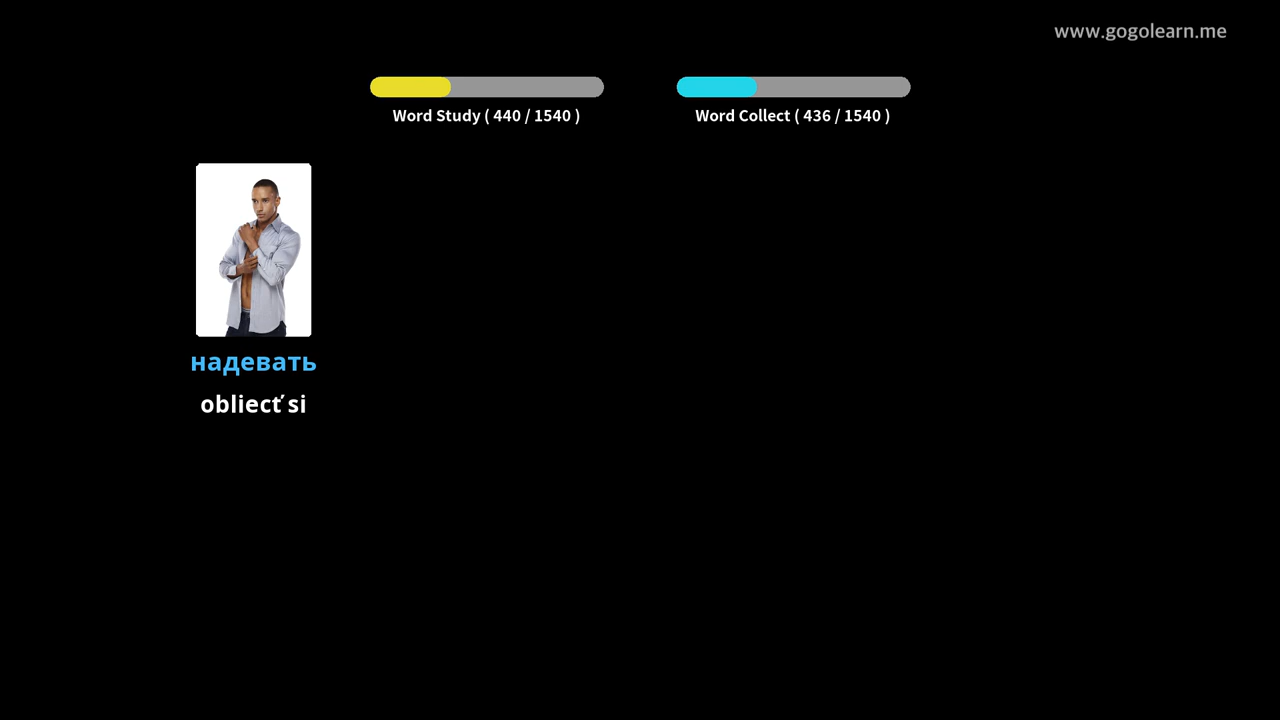 www.gogolearn.me
Word Study ( 440 / 1540 )
Word Collect ( 436 / 1540 )
надевать
obliecť si